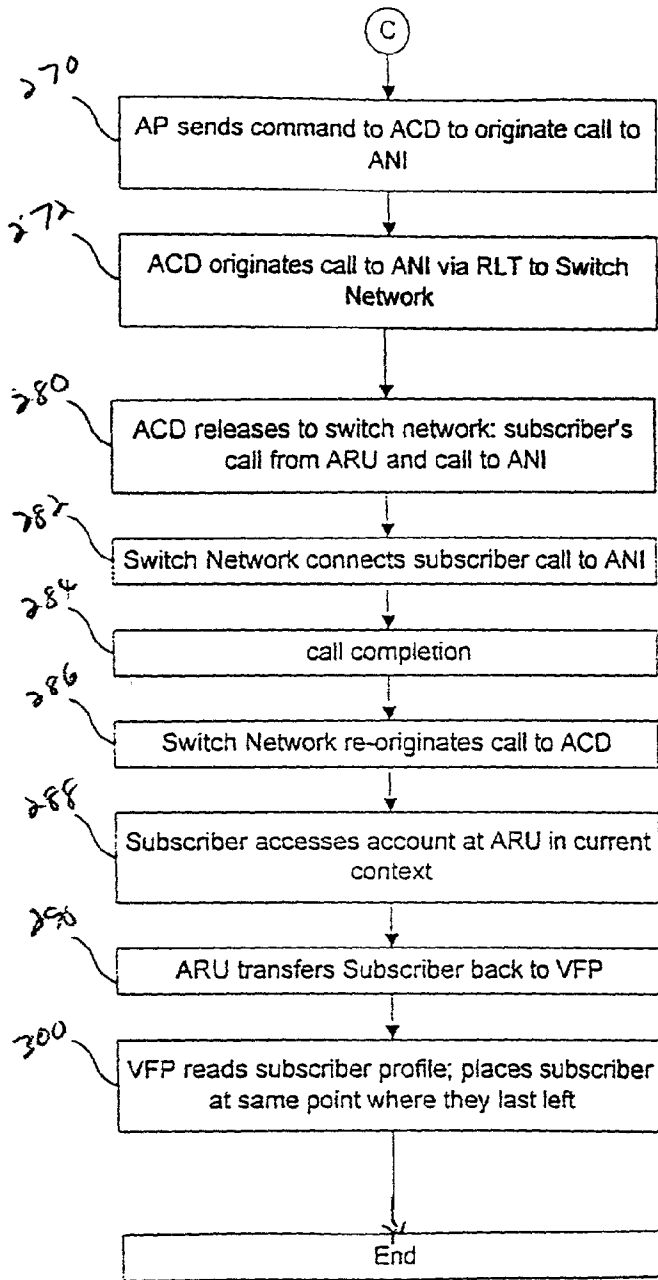 C
270
AP sends command to ACD to originate call to
ANI
272
ACD originates call to ANI via RLT to Switch
Network
280
ACD releases to switch network: subscriber's
call from ARU and call to ANI
282
Switch Network connects subscriber call to ANI
284
call completion
286
Switch Network re-originates call to ACD
288
Subscriber accesses account at ARU in current
context
290
ARU transfers Subscriber back to VFP
300
VFP reads subscriber profile; places subscriber
at same point where they last left
End